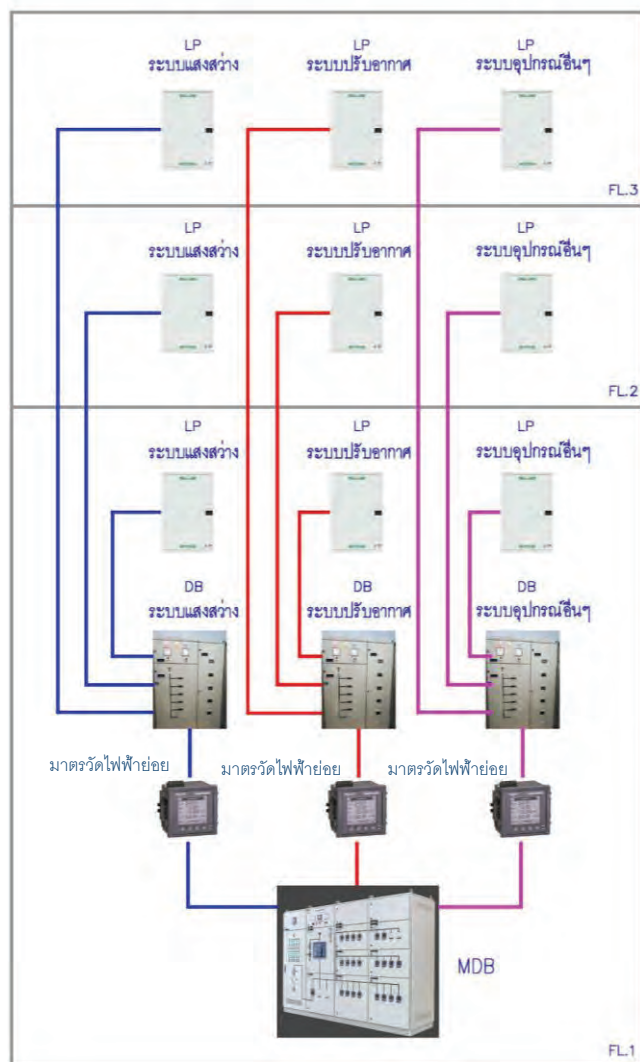 LP
ระบบแสงสว่าง
LP
ระบบปรับอากาศ
LP
ระบบอุปกรณ์อื่นๆ
FL.3
LP
ระบบแสงสว่าง
LP
ระบบปรับอากาศ
LP
ระบบอุปกรณ์อื่นๆ
FL.2
LP
ระบบแสงสว่าง
LP
ระบบปรับอากาศ
LP
ระบบอุปกรณ์อื่นๆ
DB
ระบบแสงสว่าง
DB
ระบบปรับอากาศ
DB
ระบบอุปกรณ์อื่นๆ
มาตรวัดไฟฟ้าย่อย
มาตรวัดไฟฟ้าย่อย
มาตรวัดไฟฟ้าย่อย
MDB
FL.1